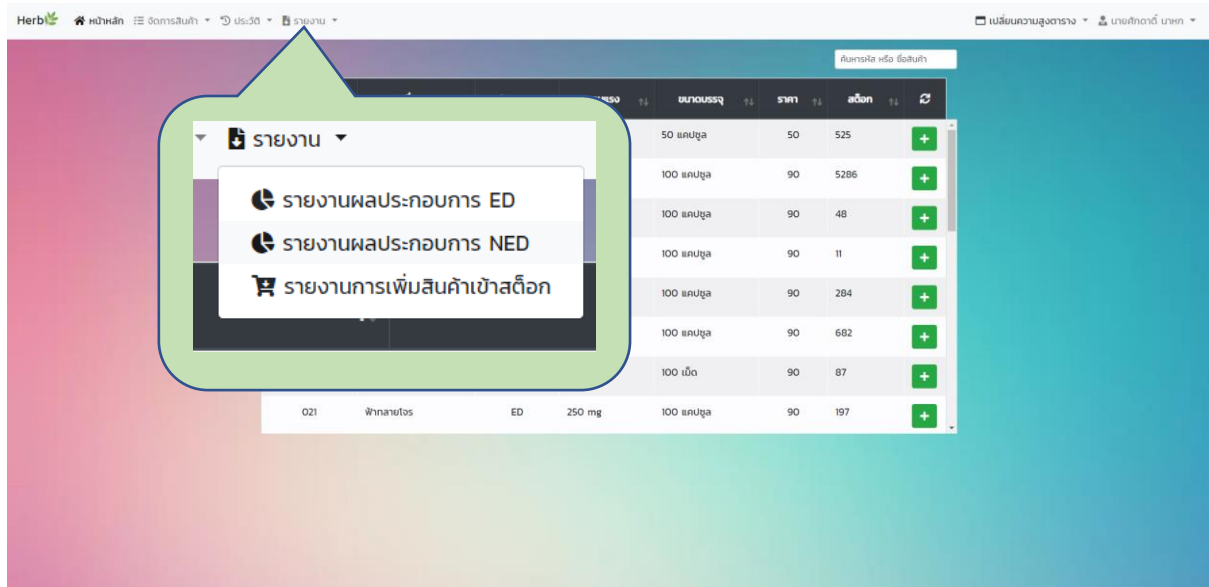 Herb หน้าหลัก จัดการสินค้า ประวัติ รายงาน เปลี่ยนความสูงตาราง นายศักดาดิ์ นาหก
ค้นหารหัส หรือ ชื่อสินค้า
ขนาดบรรจุ ราคา สต็อก
รายงาน
รายงานผลประกอบการ ED
รายงานผลประกอบการ NED
รายงานการเพิ่มสินค้าเข้าสต็อก
50 แคปซูล 50 525
100 แคปซูล 90 5286
100 แคปซูล 90 48
100 แคปซูล 90 11
100 แคปซูล 90 284
100 แคปซูล 90 682
100 เม็ด 90 87
021 ฟ้าทลายโจร ED 250 mg 100 แคปซูล 90 197